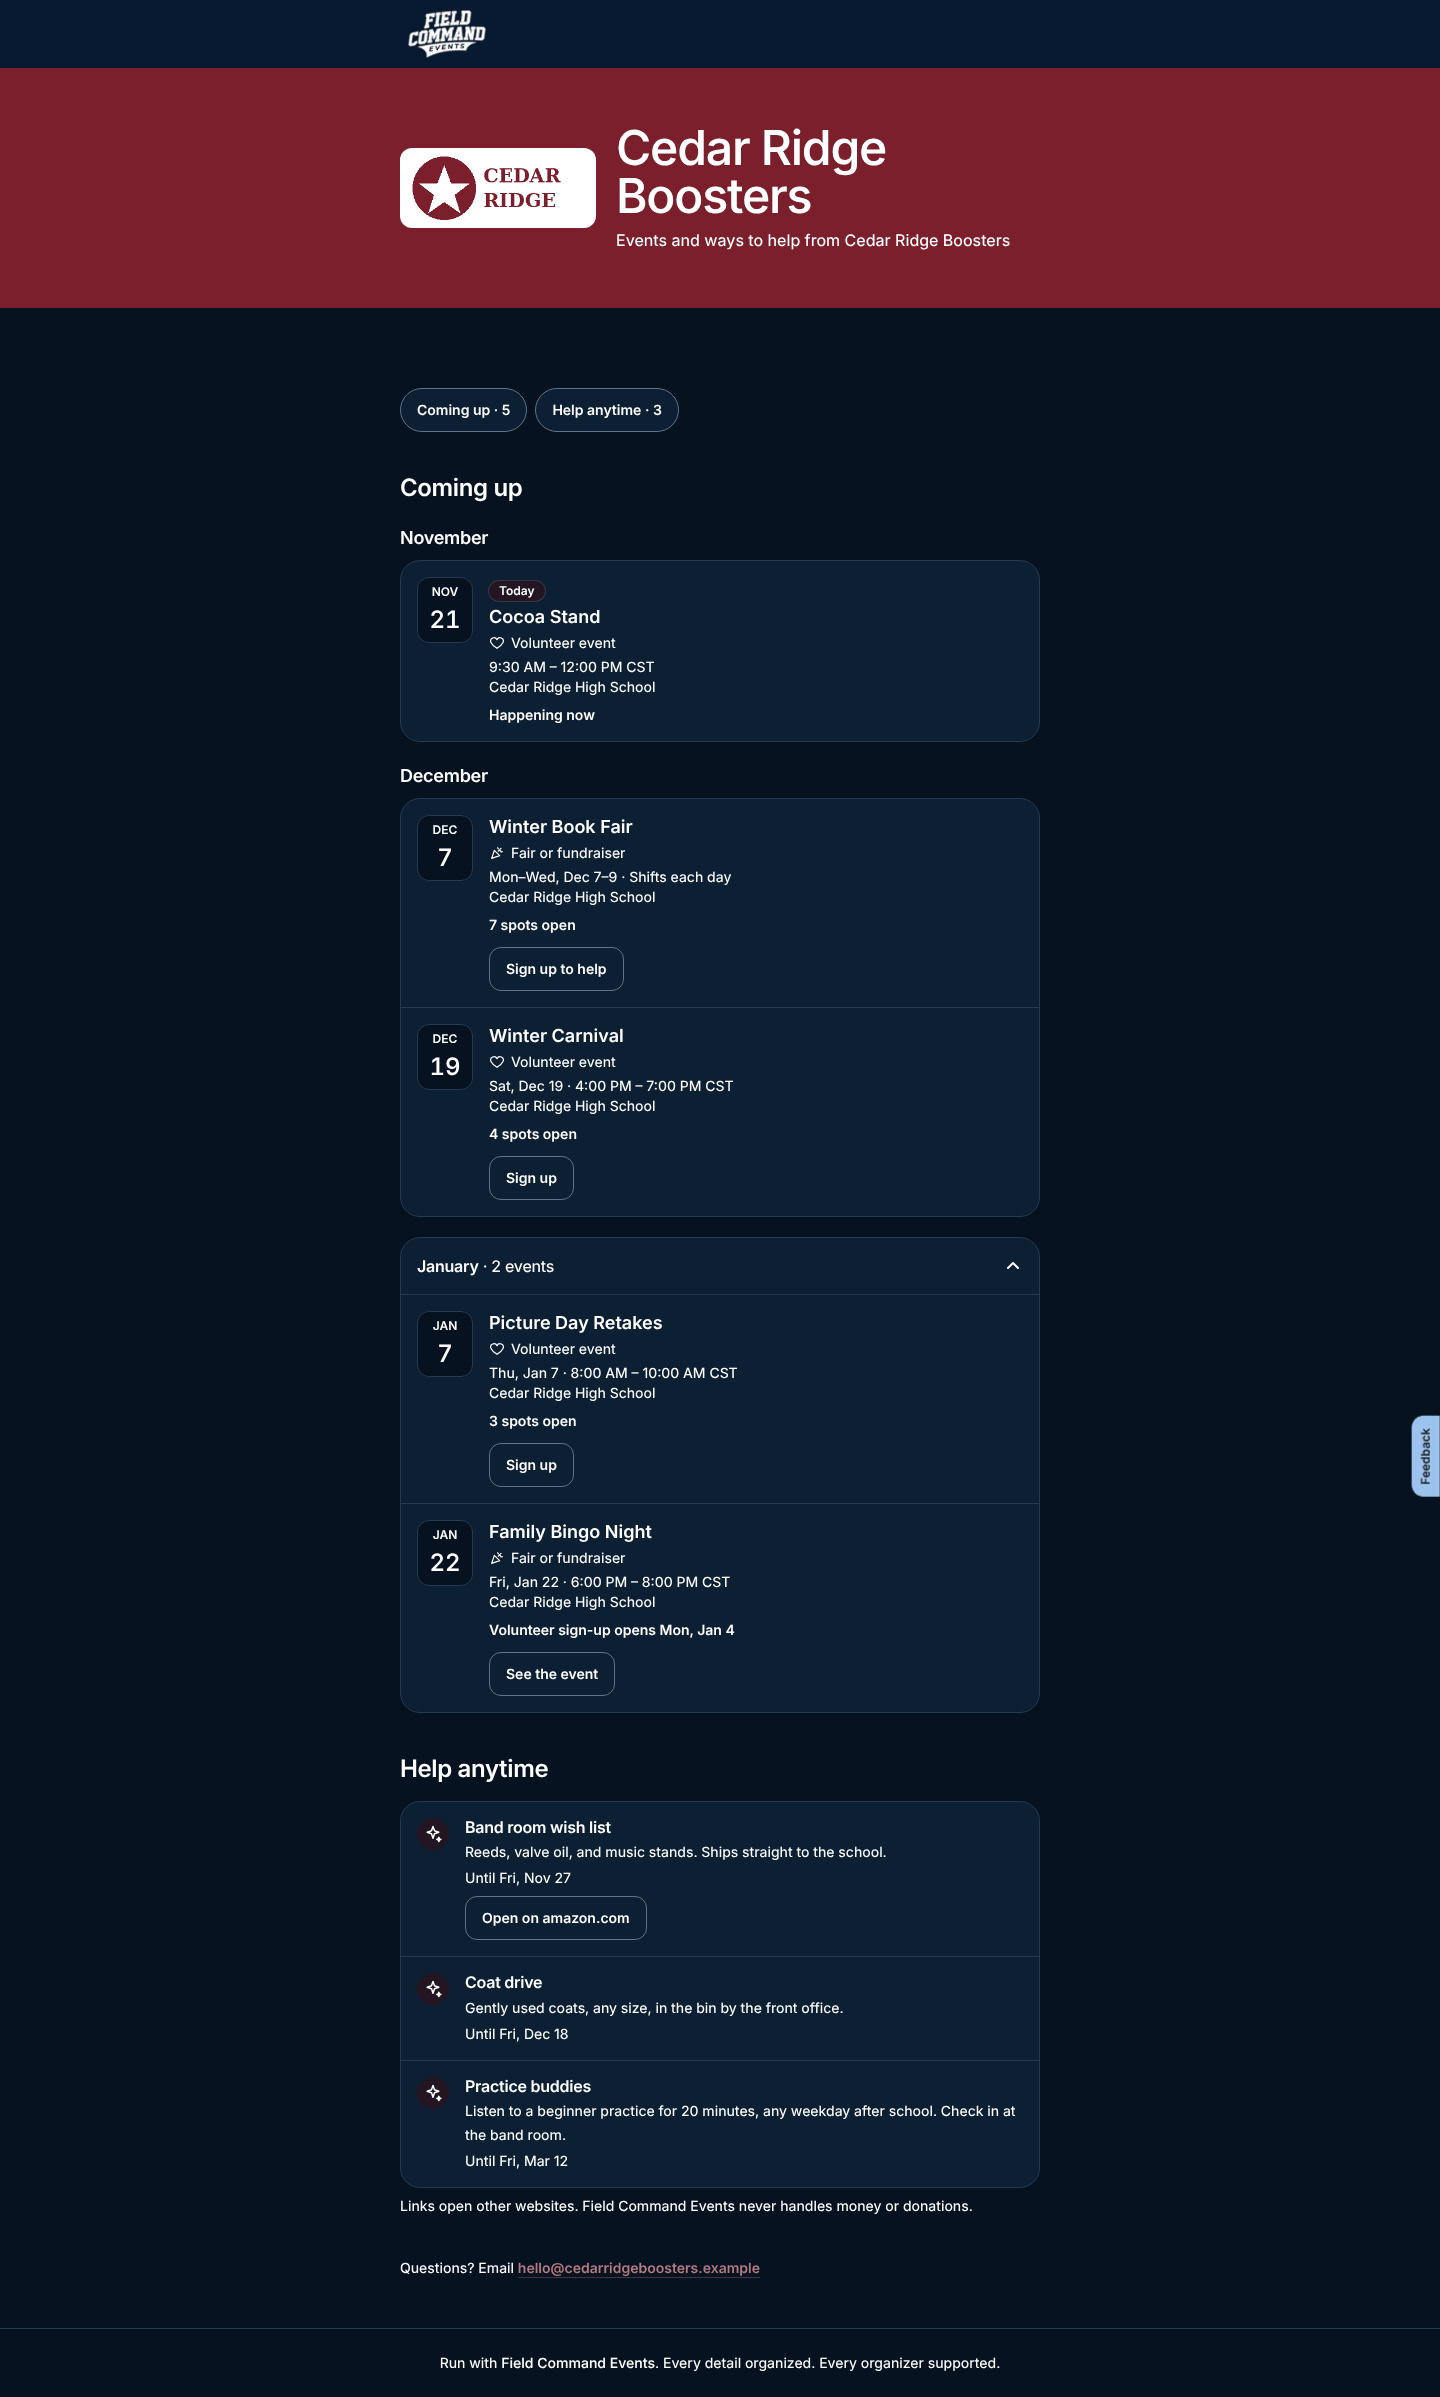 FIELD
COMMAND
EVENTS
CEDAR
RIDGE
Cedar Ridge
Boosters
Events and ways to help from Cedar Ridge Boosters
Coming up · 5
Help anytime · 3
Coming up
November
NOV
21
Today
Cocoa Stand
Volunteer event
9:30 AM – 12:00 PM CST
Cedar Ridge High School
Happening now
December
DEC
7
Winter Book Fair
Fair or fundraiser
Mon–Wed, Dec 7–9 · Shifts each day
Cedar Ridge High School
7 spots open
Sign up to help
DEC
19
Winter Carnival
Volunteer event
Sat, Dec 19 · 4:00 PM – 7:00 PM CST
Cedar Ridge High School
4 spots open
Sign up
January · 2 events
JAN
7
Picture Day Retakes
Volunteer event
Thu, Jan 7 · 8:00 AM – 10:00 AM CST
Cedar Ridge High School
3 spots open
Sign up
Feedback
JAN
22
Family Bingo Night
Fair or fundraiser
Fri, Jan 22 · 6:00 PM – 8:00 PM CST
Cedar Ridge High School
Volunteer sign-up opens Mon, Jan 4
See the event
Help anytime
Band room wish list
Reeds, valve oil, and music stands. Ships straight to the school.
Until Fri, Nov 27
Open on amazon.com
Coat drive
Gently used coats, any size, in the bin by the front office.
Until Fri, Dec 18
Practice buddies
Listen to a beginner practice for 20 minutes, any weekday after school. Check in at
the band room.
Until Fri, Mar 12
Links open other websites. Field Command Events never handles money or donations.
Questions? Email hello@cedarridgeboosters.example
Run with Field Command Events. Every detail organized. Every organizer supported.